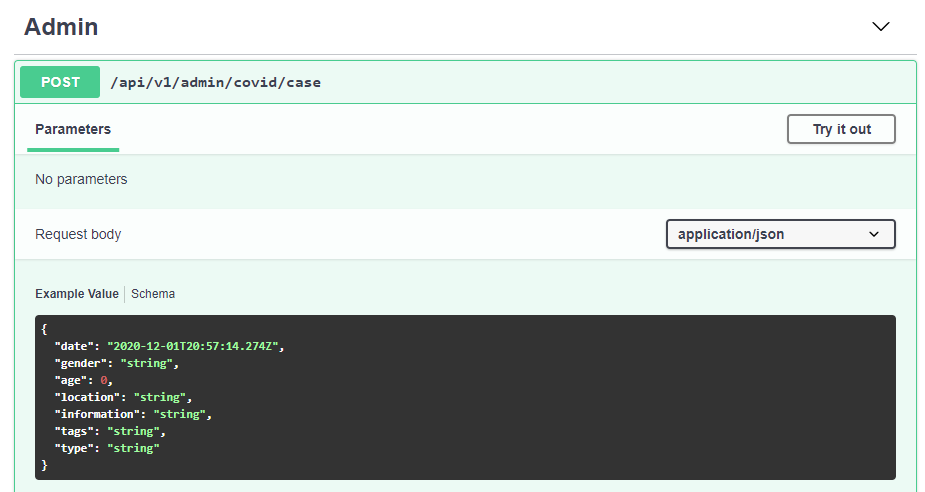 Admin
POST /api/v1/admin/covid/case
Parameters Try it out
No parameters
Request body application/json
Example Value Schema
{
"date": "2020-12-01T20:57:14.274Z",
"gender": "string",
"age": 0,
"location": "string",
"information": "string",
"tags": "string",
"type": "string"
}